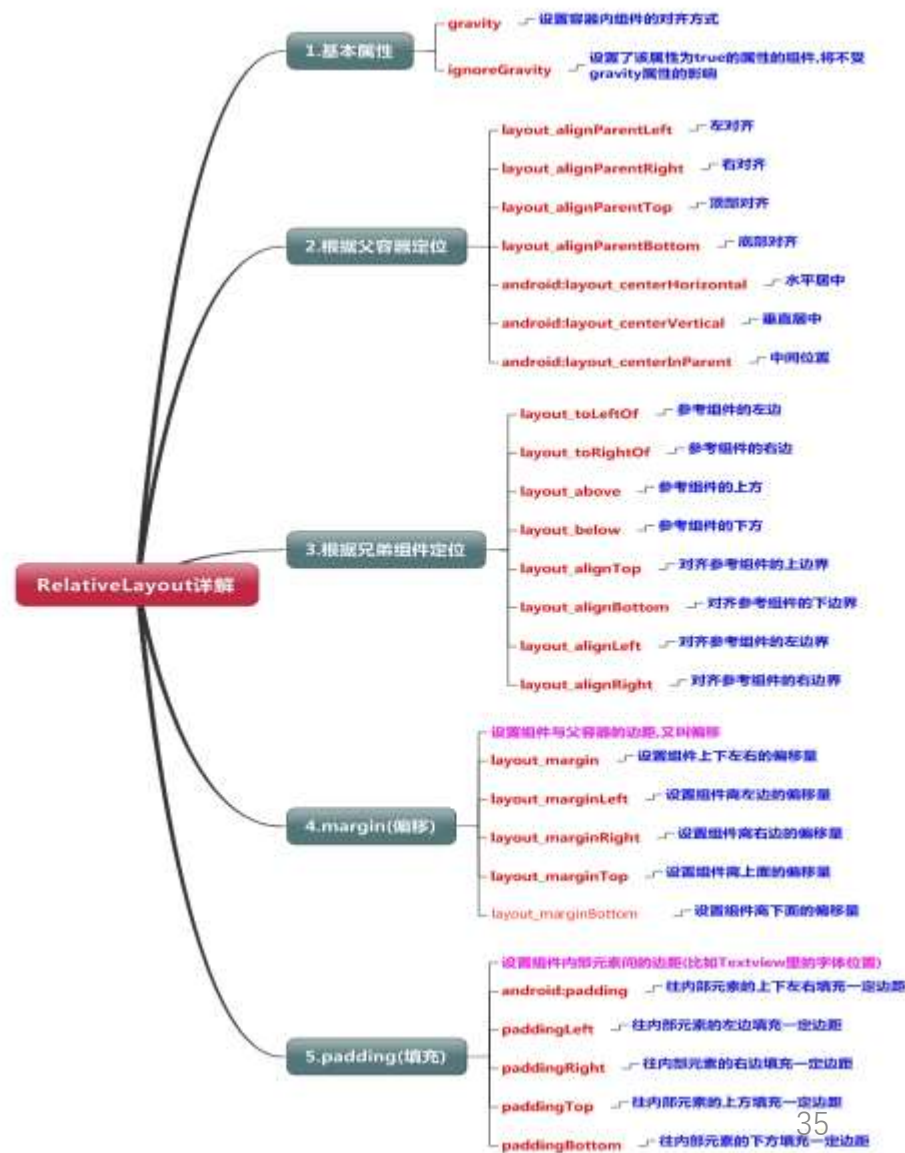 RelativeLayout详解
1.基本属性
gravity 设置容器内组件的对齐方式
ignoreGravity 设置了该属性为true的属性的组件,将不受
gravity属性的影响
2.根据父容器定位
layout_alignParentLeft 左对齐
layout_alignParentRight 右对齐
layout_alignParentTop 顶部对齐
layout_alignParentBottom 底部对齐
android:layout_centerHorizontal 水平居中
android:layout_centerVertical 垂直居中
android:layout_centerInParent 中间位置
3.根据兄弟组件定位
layout_toLeftOf 参考组件的左边
layout_toRightOf 参考组件的右边
layout_above 参考组件的上方
layout_below 参考组件的下方
layout_alignTop 对齐参考组件的上边界
layout_alignBottom 对齐参考组件的下边界
layout_alignLeft 对齐参考组件的左边界
layout_alignRight 对齐参考组件的右边界
4.margin(偏移)
设置组件与父容器的边距,又叫偏移
layout_margin 设置组件上下左右的偏移量
layout_marginLeft 设置组件离左边的偏移量
layout_marginRight 设置组件离右边的偏移量
layout_marginTop 设置组件离上面的偏移量
layout_marginBottom 设置组件离下面的偏移量
5.padding(填充)
设置组件内部元素间的边距(比如Textview里的字体位置)
android:padding 往内部元素的上下左右填充一定边距
paddingLeft 往内部元素的左边填充一定边距
paddingRight 往内部元素的右边填充一定边距
paddingTop 往内部元素的上方填充一定边距
paddingBottom 往内部元素的下方填充一定边距
35